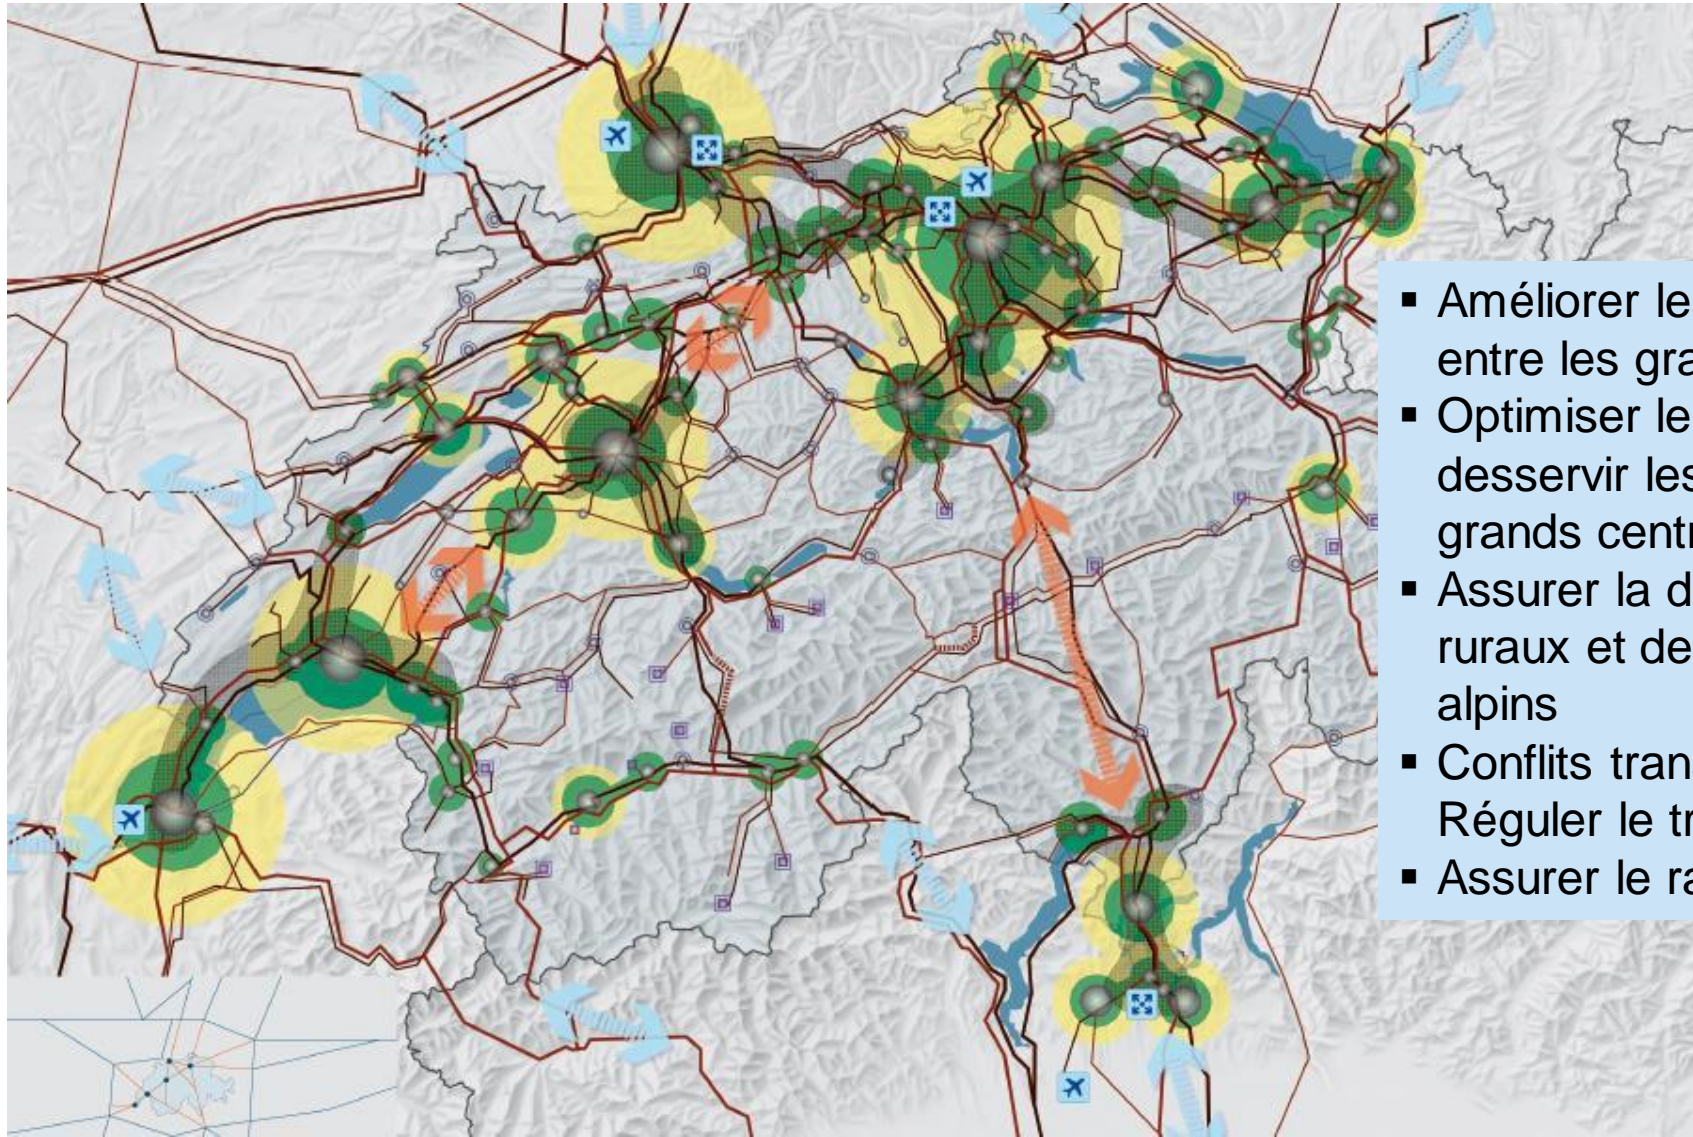 ▪ Améliorer le
entre les gra
▪ Optimiser le
desservir les
grands centr
▪ Assurer la d
ruraux et de
alpins
▪ Conflits tran
Réguler le tr
▪ Assurer le ra